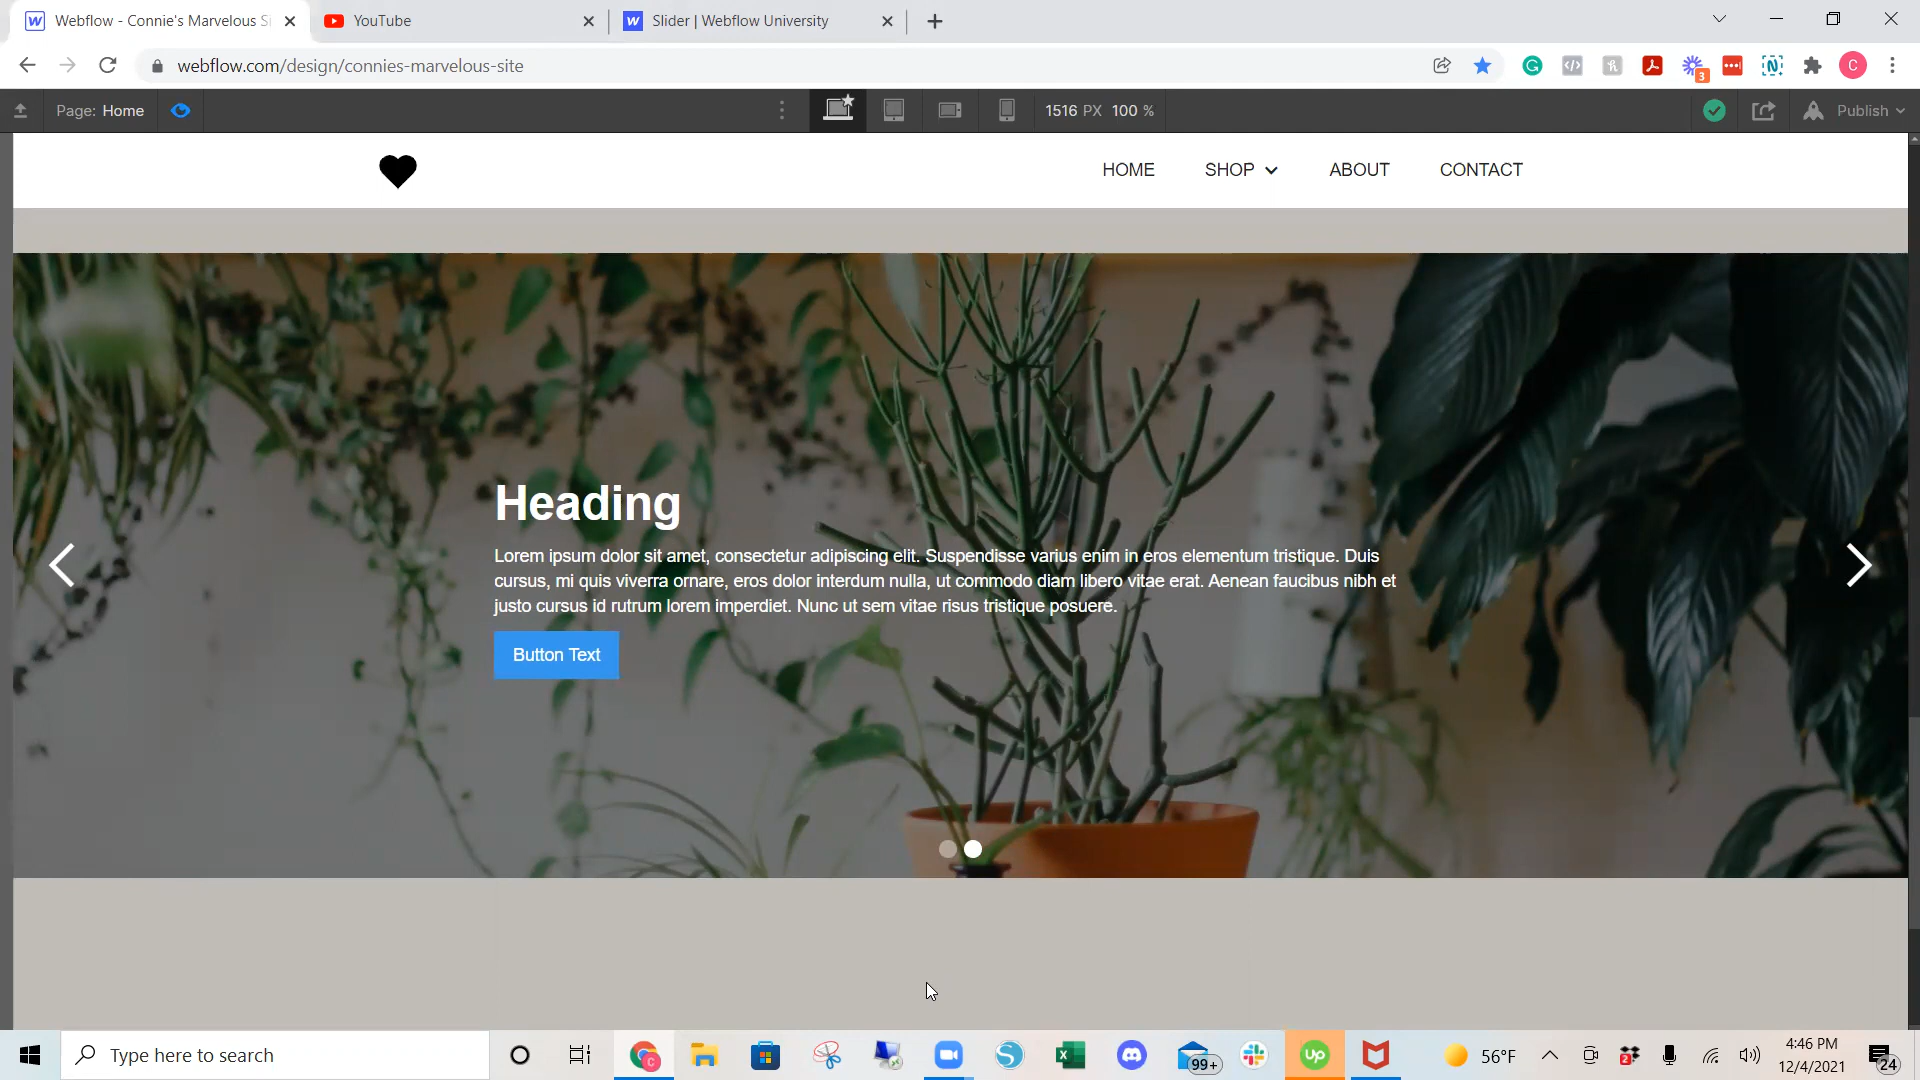 Webflow - Connie's Marvelous Si
YouTube
Slider | Webflow University
webflow.com/design/connies-marvelous-site
3
C
Page: Home
1516 PX 100 %
Publish
HOME
SHOP
ABOUT
CONTACT
Heading
Lorem ipsum dolor sit amet, consectetur adipiscing elit. Suspendisse varius enim in eros elementum tristique. Duis
cursus, mi quis viverra ornare, eros dolor interdum nulla, ut commodo diam libero vitae erat. Aenean faucibus nibh et
justo cursus id rutrum lorem imperdiet. Nunc ut sem vitae risus tristique posuere.
Button Text
Type here to search
99+
up
56°F
2
4:46 PM
12/4/2021
24